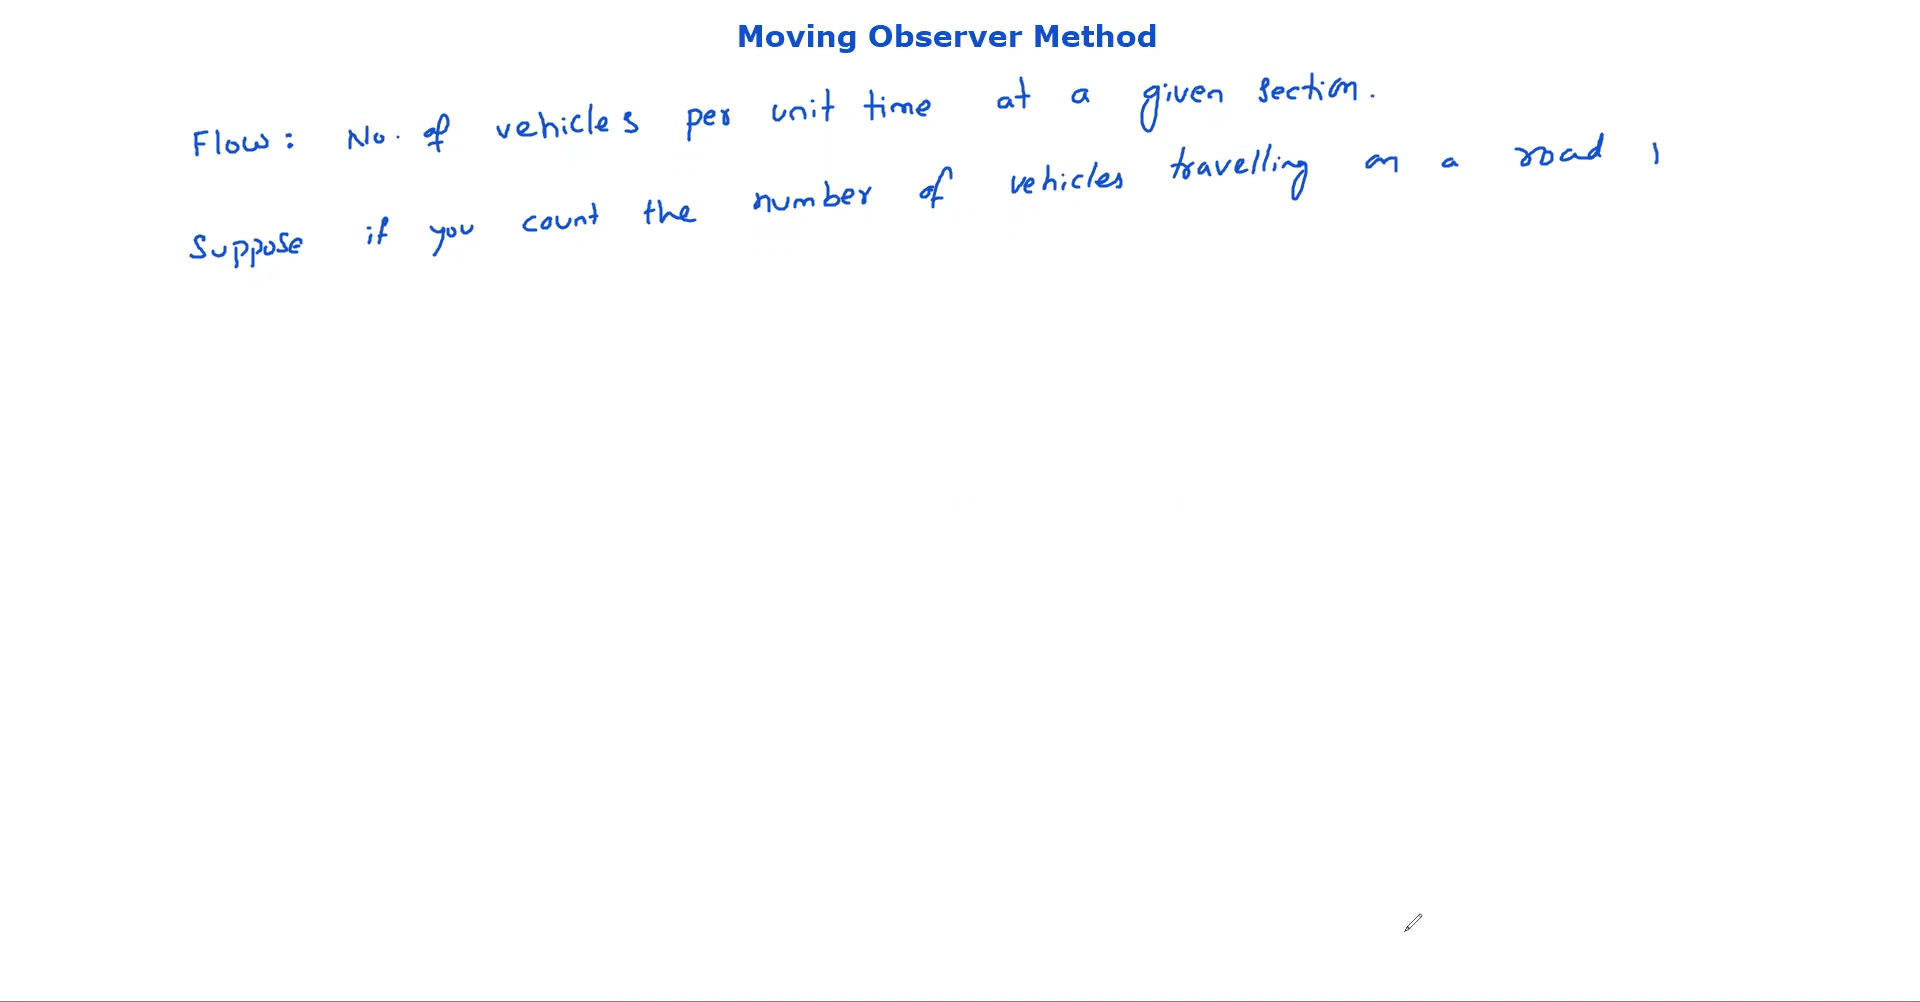 Moving Observer Method
Flow: No. of vehicles per unit time at a given section.
Suppose if you count the number of vehicles travelling on a road ,